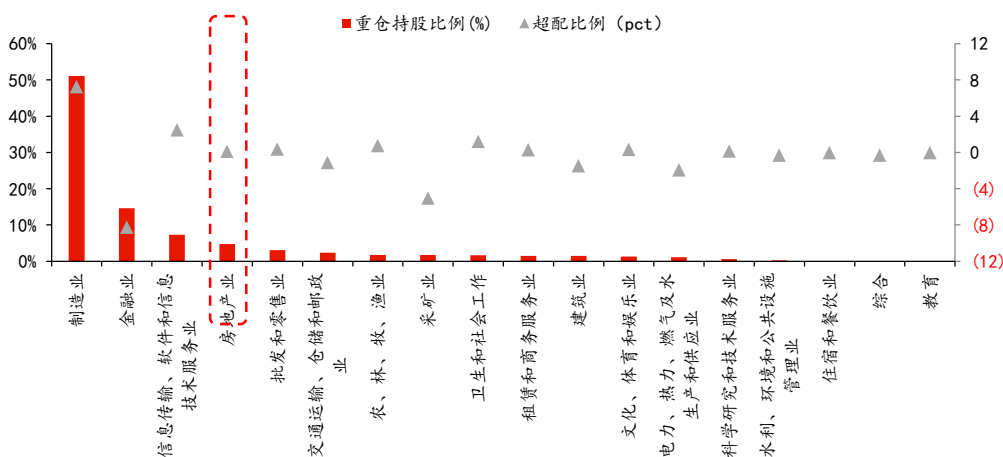 重仓持股比例(%)
超配比例（pct）
60%
50%
40%
30%
20%
10%
0%
12
8
4
0
(4)
(8)
(12)
制造业
金融业
信息传输、软件和信息
技术服务业
房地产业
批发和零售业
交通运输、仓储和邮政
业
农、林、牧、渔业
采矿业
卫生和社会工作
租赁和商务服务业
建筑业
文化、体育和娱乐业
电力、热力、燃气及水
生产和供应业
科学研究和技术服务业
水利、环境和公共设施
管理业
住宿和餐饮业
综合
教育